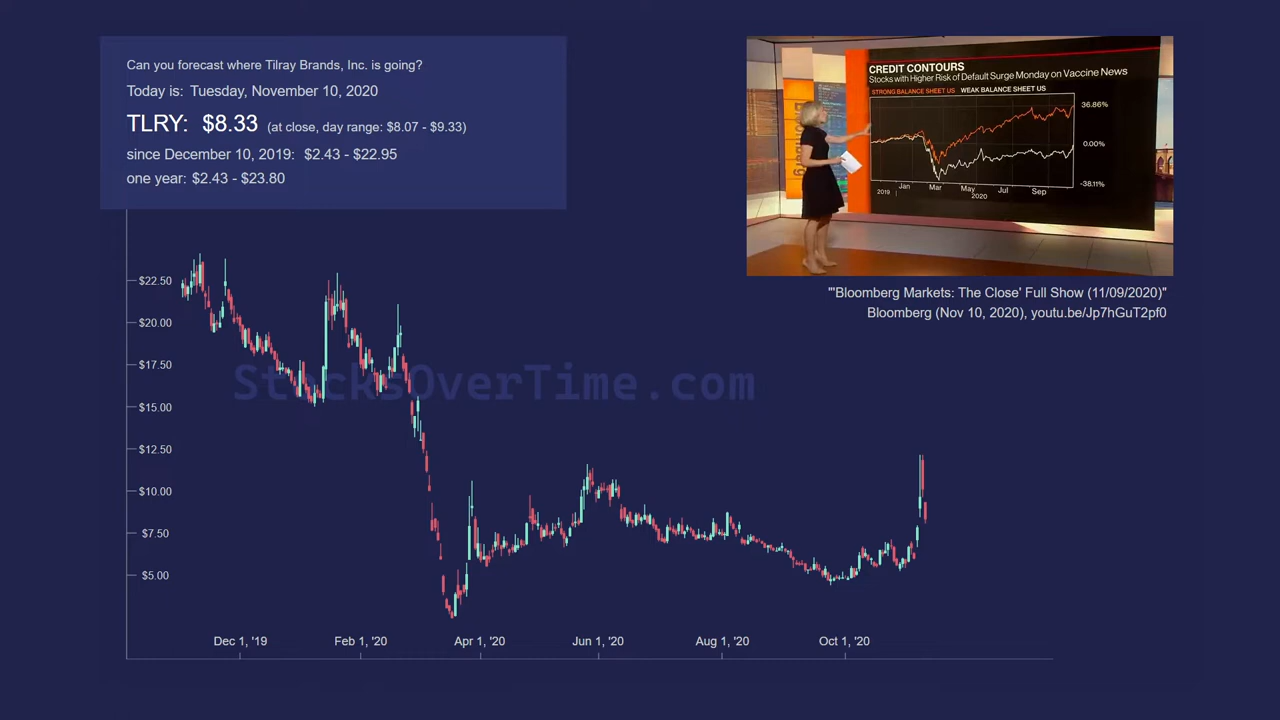 Can you forecast where Tilray Brands, Inc. is going?
Today is: Tuesday, November 10, 2020
TLRY: $8.33 (at close, day range: $8.07 - $9.33)
since December 10, 2019: $2.43 - $22.95
one year: $2.43 - $23.80
CREDIT CONTOURS
Stocks with Higher Risk of Default Surge Monday on Vaccine News
STRONG BALANCE SHEET US WEAK BALANCE SHEET US
36.86%
0.00%
-38.11%
Jan Mar May Jul Sep
2019 2020
Bloomberg
"'Bloomberg Markets: The Close' Full Show (11/09/2020)"
Bloomberg (Nov 10, 2020), youtu.be/Jp7hGuT2pf0
StocksOverTime.com
$22.50
$20.00
$17.50
$15.00
$12.50
$10.00
$7.50
$5.00
Dec 1, '19 Feb 1, '20 Apr 1, '20 Jun 1, '20 Aug 1, '20 Oct 1, '20